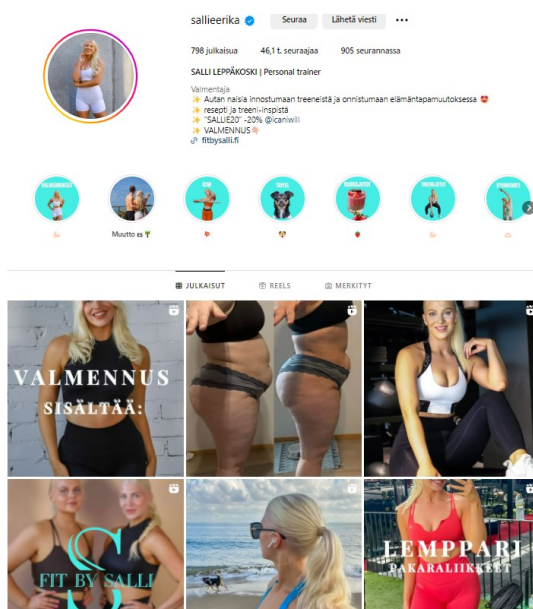 sallieerika
Seuraa
Lähetä viesti
798 julkaisua
46,1 t. seuraajaa
905 seurannassa
SALLI LEPPÄKOSKI | Personal trainer
Valmentaja
✨ Autan naisia innostumaan treeneistä ja onnistumaan elämäntapamuutoksessa 😍
✨ resepti ja treeni-inspistä
✨ "SALLIE20" -20% @icaniwill
✨ VALMENNUS👇🏼
fitbysalli.fi
Muutto ES 🌴
JULKAISUT
REELS
MERKITYT
VALMENNUS
SISÄLTÄÄ:
S
FIT BY SALLI
LEMPPARI
PAKARALIIKKEET